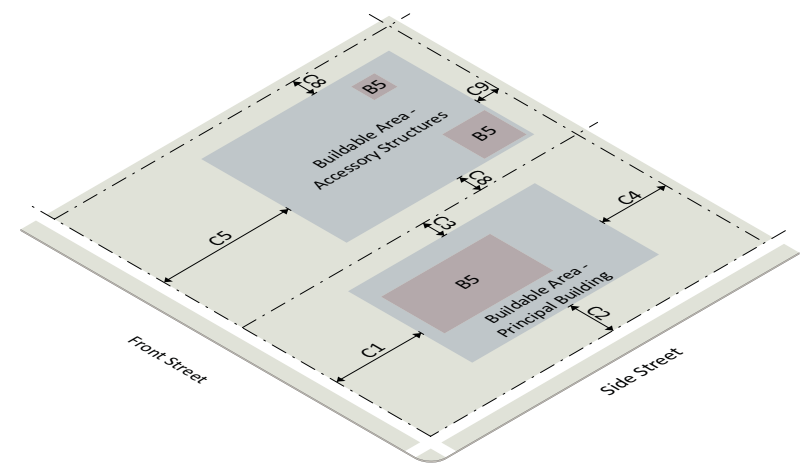 C8
B5
C9
Buildable Area -
Accessory Structures
B5
C8
C5
C3
C4
B5
Buildable Area -
Principal Building
C2
C1
Front Street
Side Street